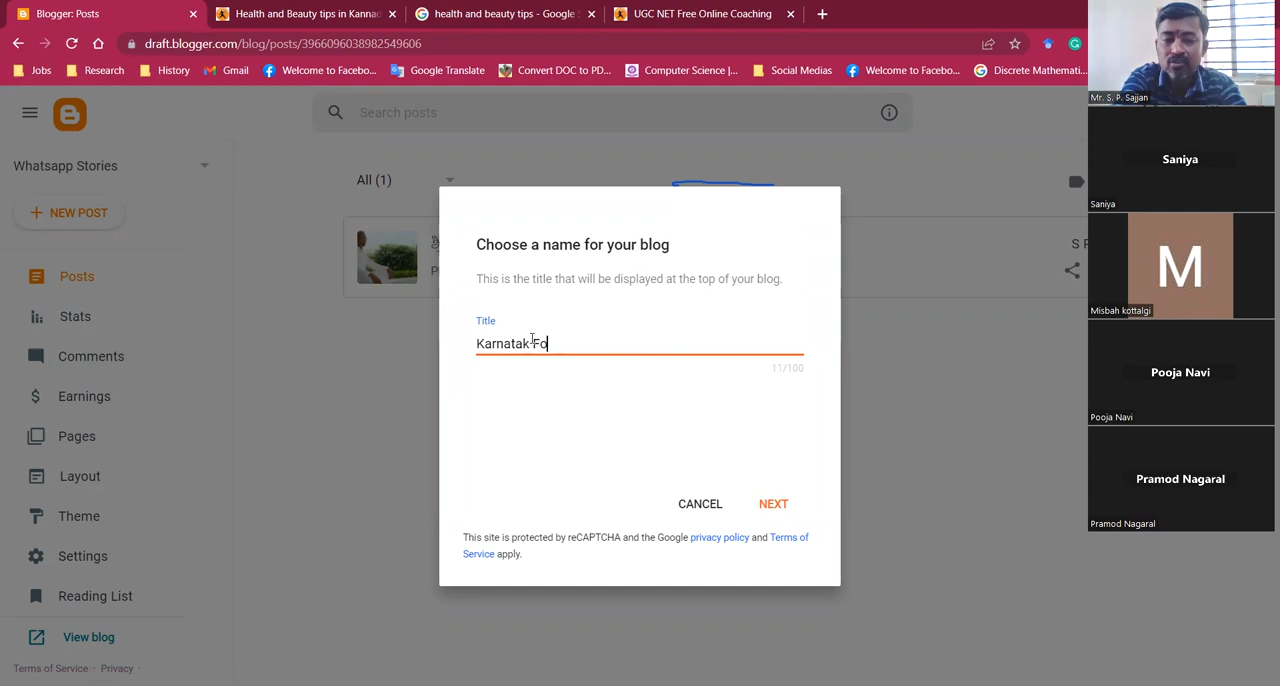 Blogger: Posts
Health and Beauty tips in Kannad
health and beauty tips - Google S
UGC NET Free Online Coaching
draft.blogger.com/blog/posts/3966096038982549606
Jobs
Research
History
Gmail
Welcome to Facebo...
Google Translate
Convert DOC to PD...
Computer Science |...
Social Medias
Welcome to Facebo...
Discrete Mathemati...
Search posts
Whatsapp Stories
NEW POST
All (1)
Posts
Stats
Comments
Earnings
Pages
Layout
Theme
Settings
Reading List
View blog
Terms of Service · Privacy ·
S P
Choose a name for your blog
This is the title that will be displayed at the top of your blog.
Title
Karnatak Fo
11/100
CANCEL
NEXT
This site is protected by reCAPTCHA and the Google privacy policy and Terms of
Service apply.
Mr. S. P. Sajjan
Saniya
Saniya
M
Misbah kottalgi
Pooja Navi
Pooja Navi
Pramod Nagaral
Pramod Nagaral